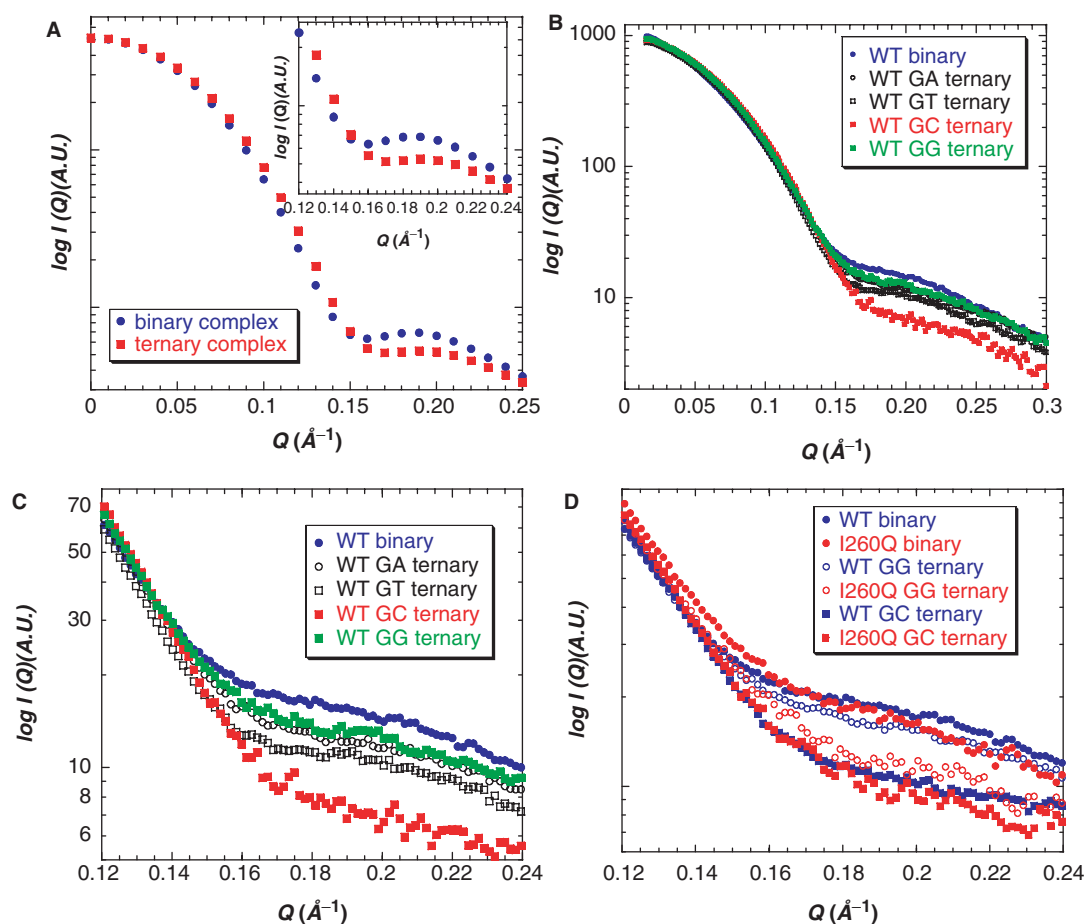 A
log I (Q)(A.U.)
binary complex
ternary complex
0 0.1 0.15 0.20 0.25
0.05
Q (Å⁻¹)
log I (Q)(A.U.)
0.12 0.14 0.16 0.18 0.2 0.22 0.24
Q (Å⁻¹)
B
log I (Q)(A.U.)
1000
100
10
WT binary
WT GA ternary
WT GT ternary
WT GC ternary
WT GG ternary
0 0.05 0.1 0.15 0.20 0.25 0.3
Q (Å⁻¹)
C
log I (Q)(A.U.)
70
50
30
10
8
6
WT binary
WT GA ternary
WT GT ternary
WT GC ternary
WT GG ternary
0.12 0.14 0.16 0.18 0.2 0.22 0.24
Q (Å⁻¹)
D
log I (Q)(A.U.)
WT binary
I260Q binary
WT GG ternary
I260Q GG ternary
WT GC ternary
I260Q GC ternary
0.12 0.14 0.16 0.18 0.2 0.22 0.24
Q (Å⁻¹)